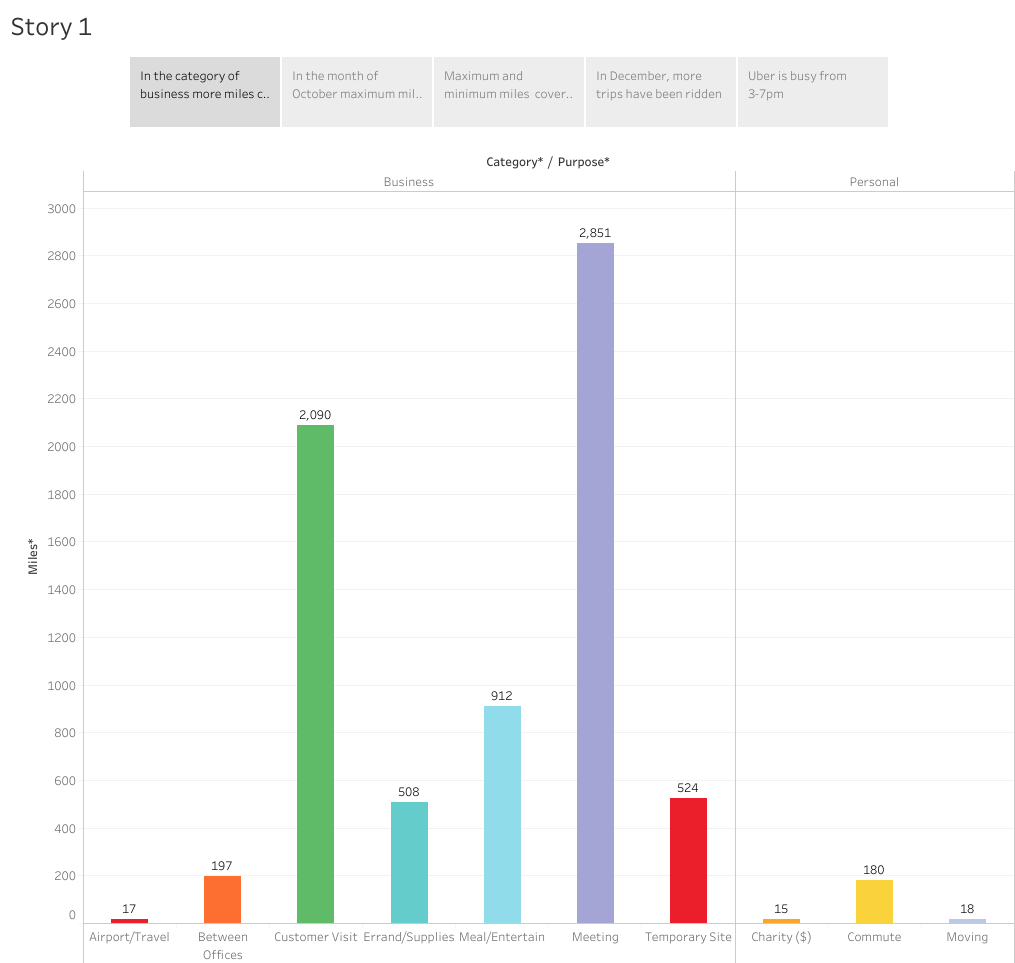 Story 1
In the category of
business more miles c..
In the month of
October maximum mil..
Maximum and
minimum miles cover..
In December, more
trips have been ridden
Uber is busy from
3-7pm
Category* / Purpose*
Business
Personal
3000
2800
2600
2400
2200
2000
1800
1600
1400
1200
1000
800
600
400
200
0
Miles*
17
197
2,090
508
912
2,851
524
15
180
18
Airport/Travel
Between
Offices
Customer Visit
Errand/Supplies
Meal/Entertain
Meeting
Temporary Site
Charity ($)
Commute
Moving